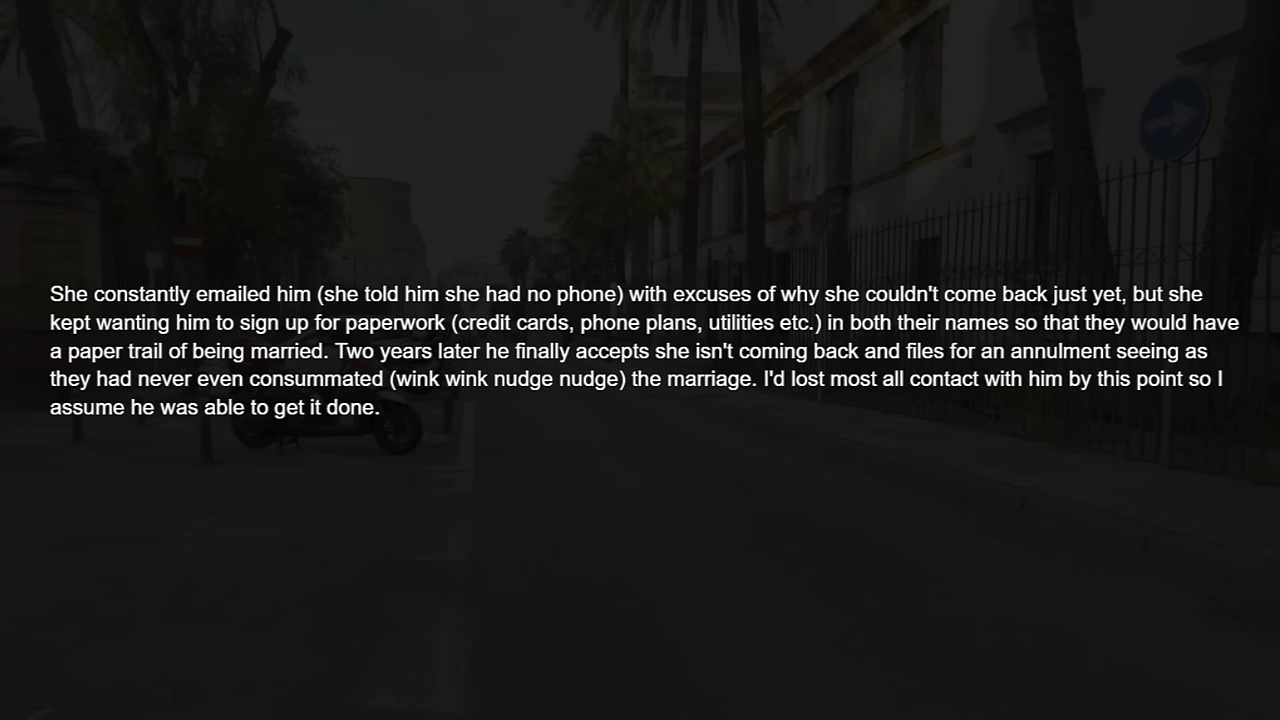 She constantly emailed him (she told him she had no phone) with excuses of why she couldn't come back just yet, but she
kept wanting him to sign up for paperwork (credit cards, phone plans, utilities etc.) in both their names so that they would have
a paper trail of being married. Two years later he finally accepts she isn't coming back and files for an annulment seeing as
they had never even consummated (wink wink nudge nudge) the marriage. I'd lost most all contact with him by this point so I
assume he was able to get it done.